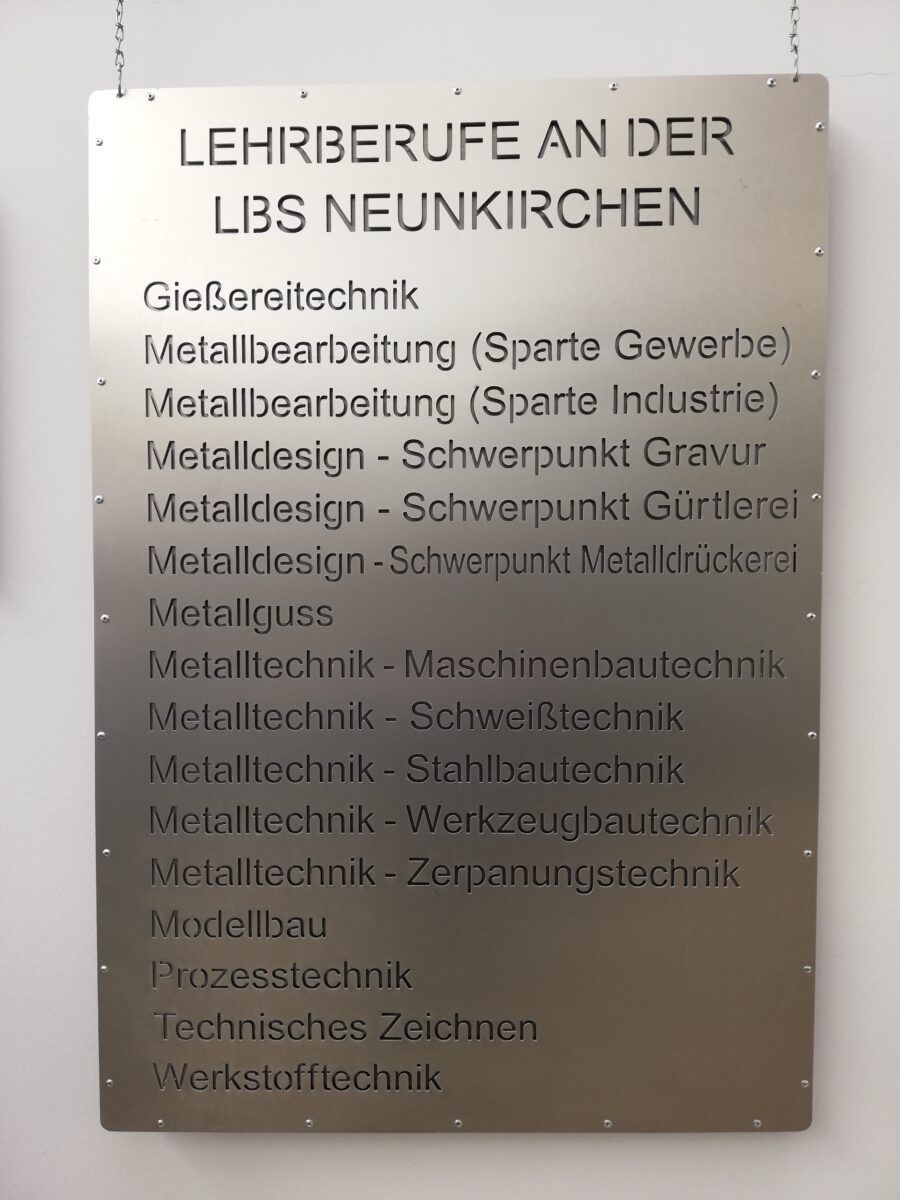 LEHRBERUFE AN DER
LBS NEUNKIRCHEN
Gießereitechnik
Metallbearbeitung (Sparte Gewerbe)
Metallbearbeitung (Sparte Industrie)
Metalldesign - Schwerpunkt Gravur
Metalldesign - Schwerpunkt Gürtlerei
Metalldesign - Schwerpunkt Metalldrückerei
Metallguss
Metalltechnik - Maschinenbautechnik
Metalltechnik - Schweißtechnik
Metalltechnik - Stahlbautechnik
Metalltechnik - Werkzeugbautechnik
Metalltechnik - Zerpanungstechnik
Modellbau
Prozesstechnik
Technisches Zeichnen
Werkstofftechnik